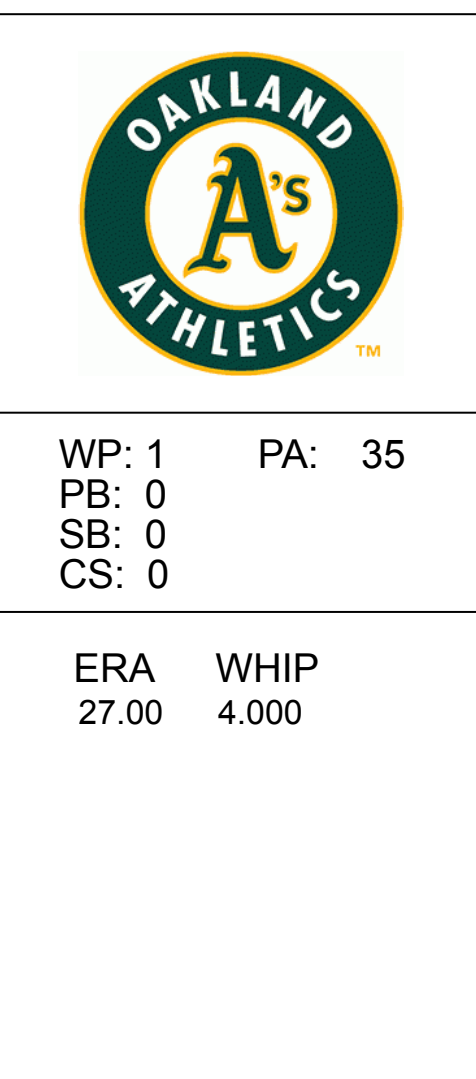 OAKLAND
A's
ATHLETICS
TM
WP: 1 PA: 35
PB: 0
SB: 0
CS: 0
ERA WHIP
27.00 4.000